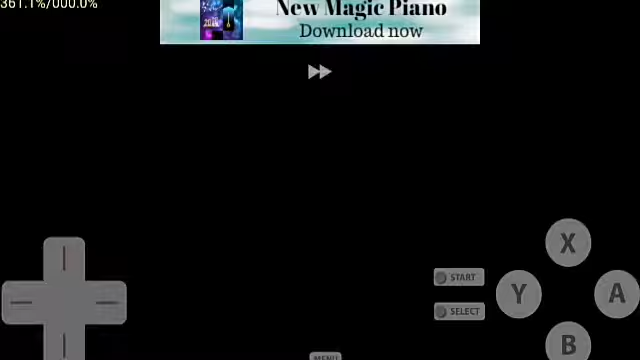 361.1%/000.0%
New Magic Piano
Download now
X
START
Y
A
SELECT
B
MENU